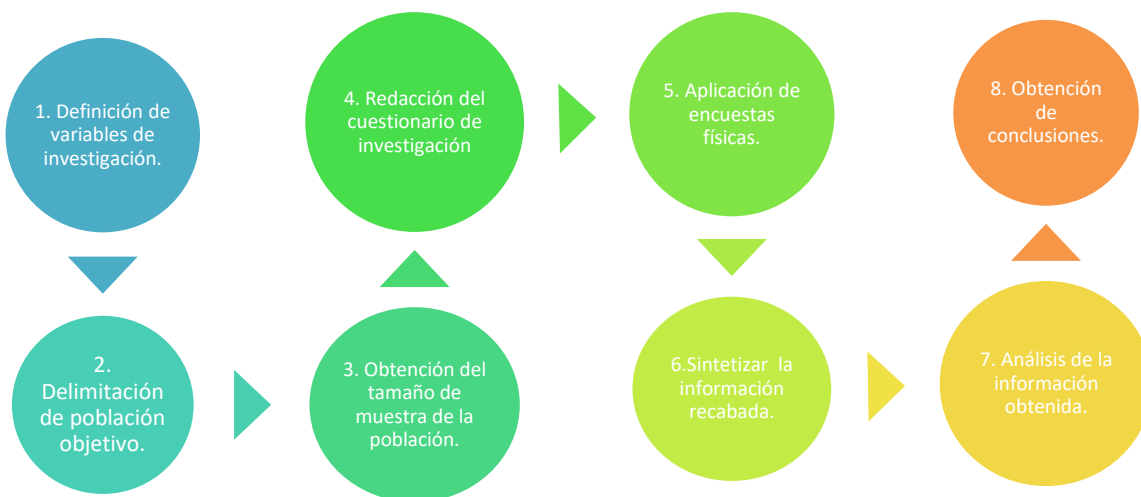 1. Definición de
variables de
investigación.
2.
Delimitación
de población
objetivo.
3. Obtención del
tamaño de
muestra de la
población.
4. Redacción del
cuestionario de
investigación
5. Aplicación de
encuestas
físicas.
6.Sintetizar la
información
recabada.
7. Análisis de la
información
obtenida.
8. Obtención
de
conclusiones.